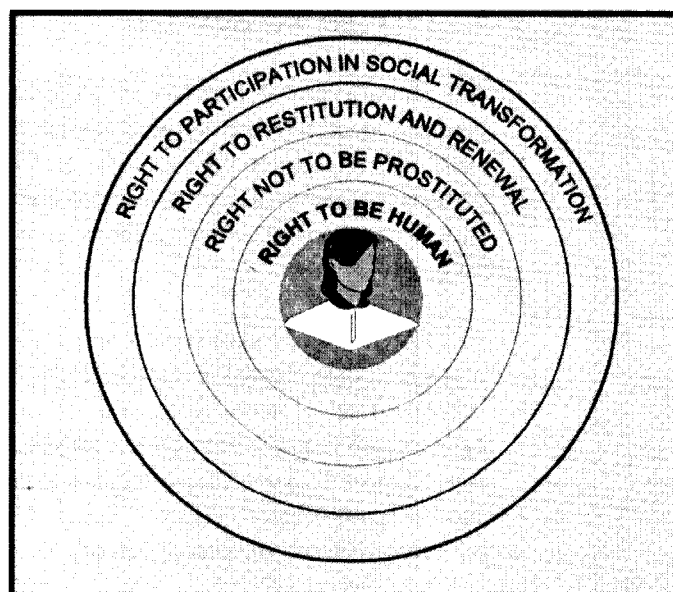 RIGHT TO PARTICIPATION IN SOCIAL TRANSFORMATION
RIGHT TO RESTITUTION AND RENEWAL
RIGHT NOT TO BE PROSTITUTED
RIGHT TO BE HUMAN